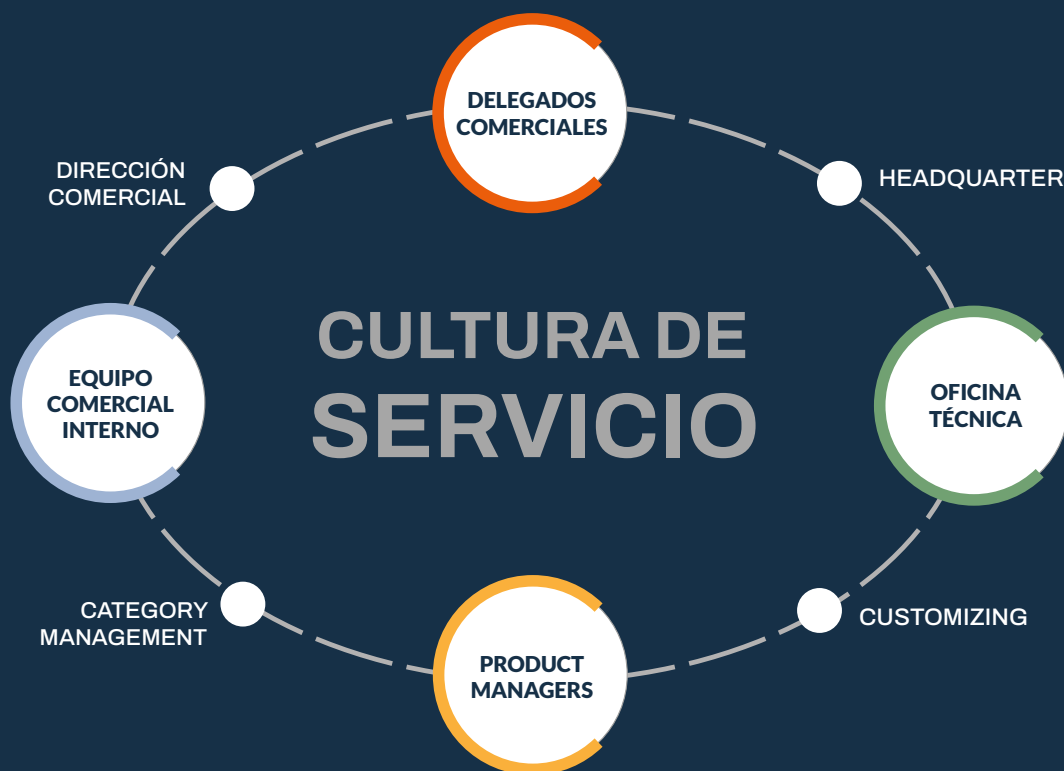 DELEGADOS
COMERCIALES
DIRECCIÓN
COMERCIAL
HEADQUARTER
CULTURA DE
SERVICIO
EQUIPO
COMERCIAL
INTERNO
OFICINA
TÉCNICA
CATEGORY
MANAGEMENT
CUSTOMIZING
PRODUCT
MANAGERS